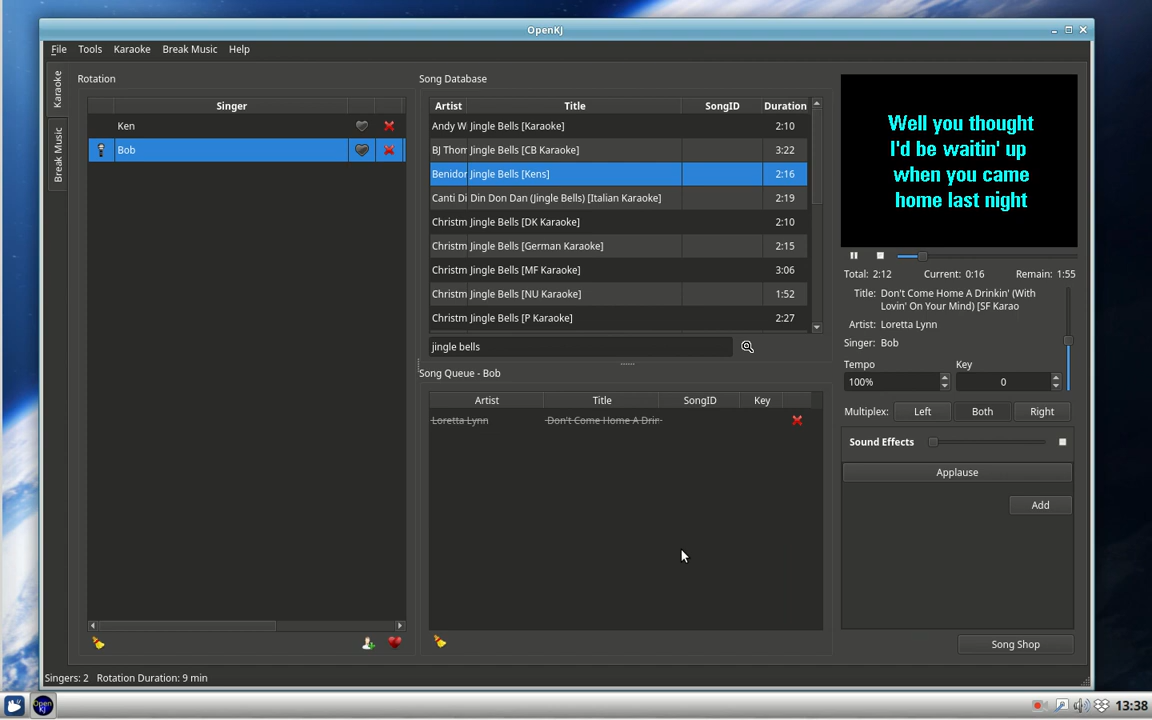 OpenKJ
File Tools Karaoke Break Music Help
Karaoke
Break Music
Rotation
Singer
Ken
Bob
Song Database
Artist Title SongID Duration
Andy W Jingle Bells [Karaoke] 2:10
BJ Thom Jingle Bells [CB Karaoke] 3:22
Benidor Jingle Bells [Kens] 2:16
Canti Di Din Don Dan (Jingle Bells) [Italian Karaoke] 2:19
Christm Jingle Bells [DK Karaoke] 2:10
Christm Jingle Bells [German Karaoke] 2:15
Christm Jingle Bells [MF Karaoke] 3:06
Christm Jingle Bells [NU Karaoke] 1:52
Christm Jingle Bells [P Karaoke] 2:27
jingle bells
Song Queue - Bob
Artist Title SongID Key
Loretta Lynn Don't Come Home A Drin
Well you thought
I'd be waitin' up
when you came
home last night
Total: 2:12 Current: 0:16 Remain: 1:55
Title: Don't Come Home A Drinkin' (With
Lovin' On Your Mind) [SF Karao
Artist: Loretta Lynn
Singer: Bob
Tempo Key
100% 0
Multiplex: Left Both Right
Sound Effects
Applause
Add
Song Shop
Singers: 2 Rotation Duration: 9 min
Open
KJ
13:38